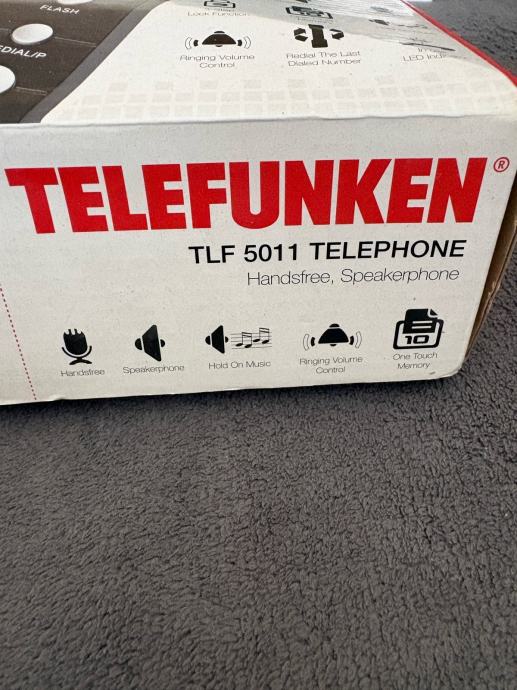 FLASH
Lock Function
Ringing Volume
Control
Redial The Last
Dialed Number
LED
TELEFUNKEN®
TLF 5011 TELEPHONE
Handsfree, Speakerphone
Handsfree
Speakerphone
Hold On Music
Ringing Volume
Control
10
One Touch
Memory